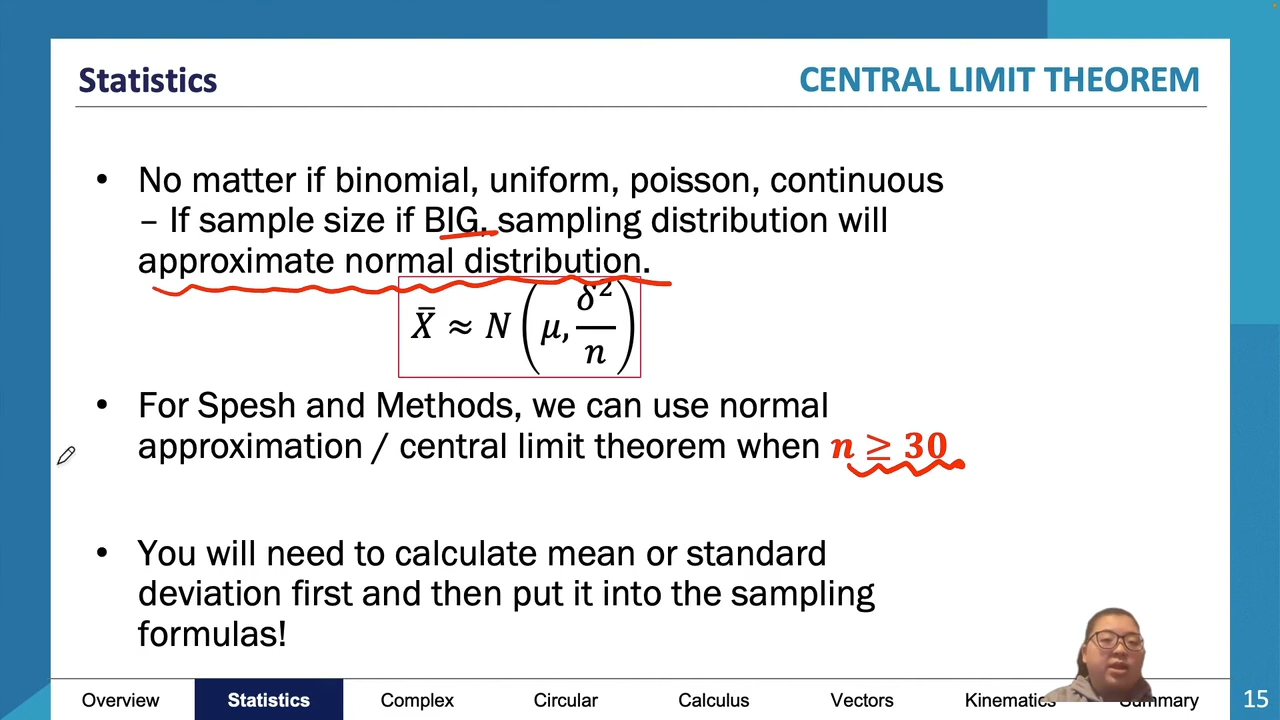 Statistics
CENTRAL LIMIT THEOREM
• No matter if binomial, uniform, poisson, continuous
– If sample size if BIG, sampling distribution will
approximate normal distribution.
X̄ ≈ N(μ, δ²/n)
• For Spesh and Methods, we can use normal
approximation / central limit theorem when n ≥ 30
• You will need to calculate mean or standard
deviation first and then put it into the sampling
formulas!
Overview Statistics Complex Circular Calculus Vectors Kinematics Summary 15